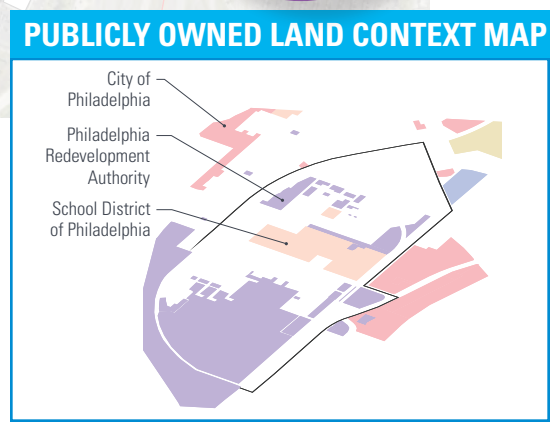 PUBLICLY OWNED LAND CONTEXT MAP
City of
Philadelphia
Philadelphia
Redevelopment
Authority
School District
of Philadelphia